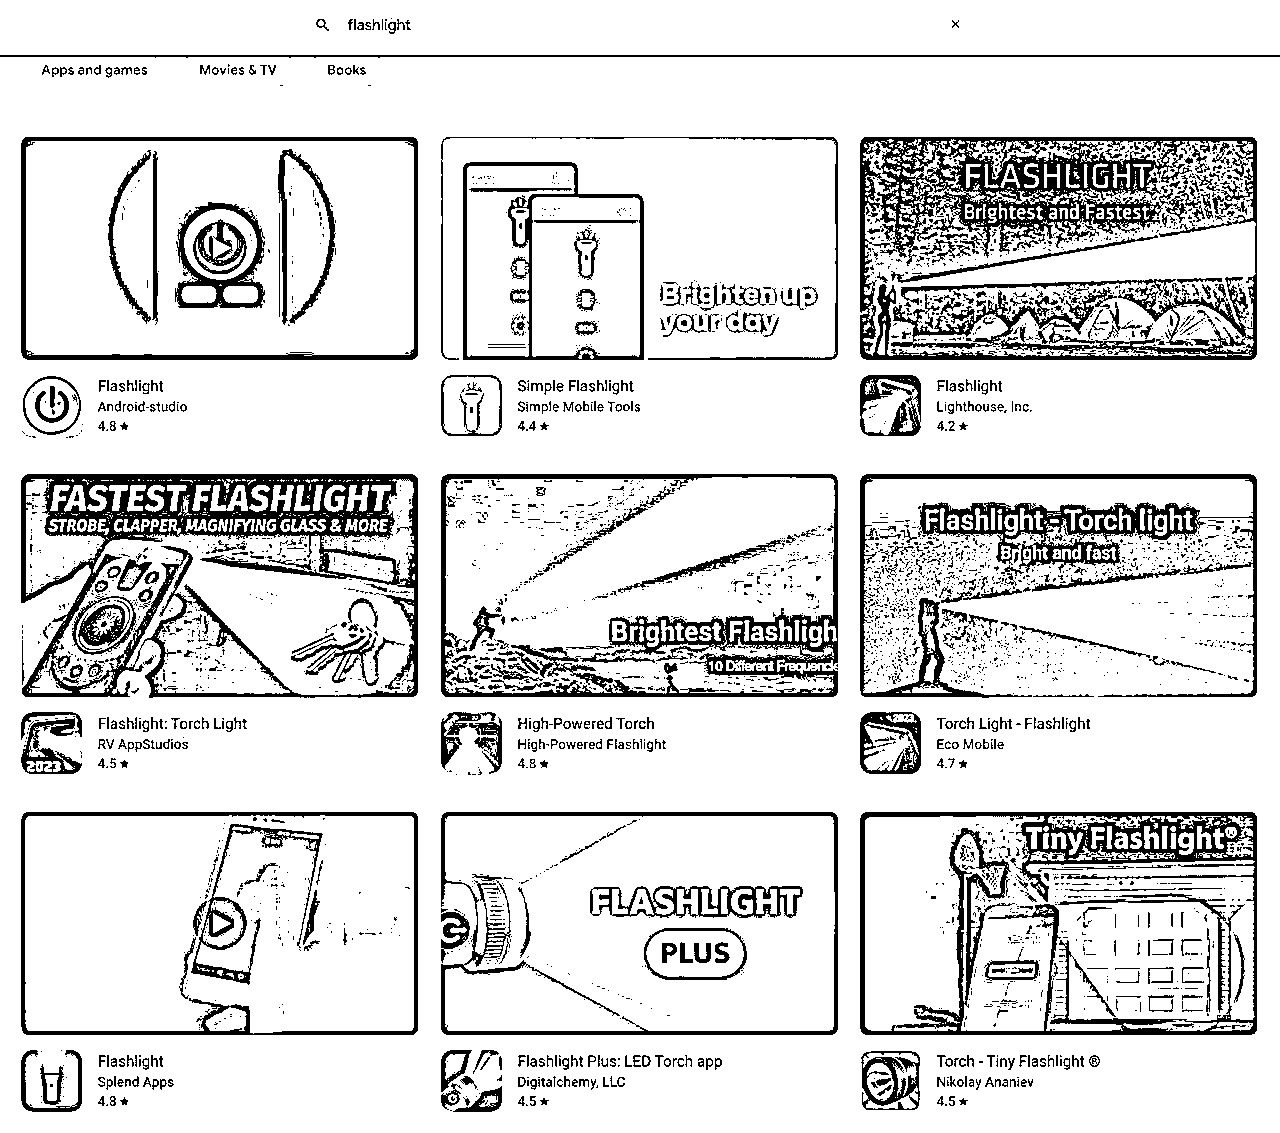 flashlight
Apps and games
Movies & TV
Books
FLASHLIGHT
Brightest and Fastest
Brighten up
your day
Flashlight
Android-studio
4.8 ★
Simple Flashlight
Simple Mobile Tools
4.4 ★
Flashlight
Lighthouse, Inc.
4.2 ★
FASTEST FLASHLIGHT
STROBE, CLAPPER, MAGNIFYING GLASS & MORE
Brightest Flashligh
10 Different Frequencie
Flashlight - Torch light
Bright and fast
2023
Flashlight: Torch Light
RV AppStudios
4.5 ★
High-Powered Torch
High-Powered Flashlight
4.8 ★
Torch Light - Flashlight
Eco Mobile
4.7 ★
FLASHLIGHT
PLUS
Tiny Flashlight®
Flashlight
Splend Apps
4.8 ★
Flashlight Plus: LED Torch app
Digitalchemy, LLC
4.5 ★
Torch - Tiny Flashlight ®
Nikolay Ananiev
4.5 ★